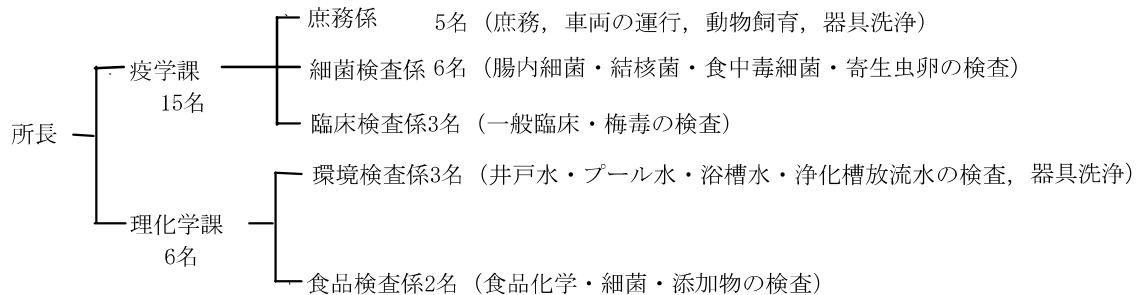 庶務係 5名（庶務，車両の運行，動物飼育，器具洗浄）
疫学課 細菌検査係 6名（腸内細菌・結核菌・食中毒細菌・寄生虫卵の検査）
15名
臨床検査係3名（一般臨床・梅毒の検査）
所長
環境検査係3名（井戸水・プール水・浴槽水・浄化槽放流水の検査，器具洗浄）
理化学課
6名
食品検査係2名（食品化学・細菌・添加物の検査）